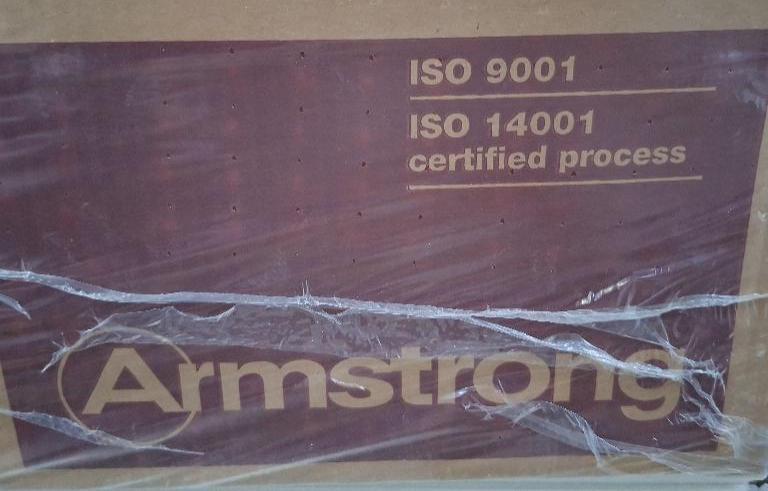 ISO 9001
ISO 14001
certified process
Armstrong